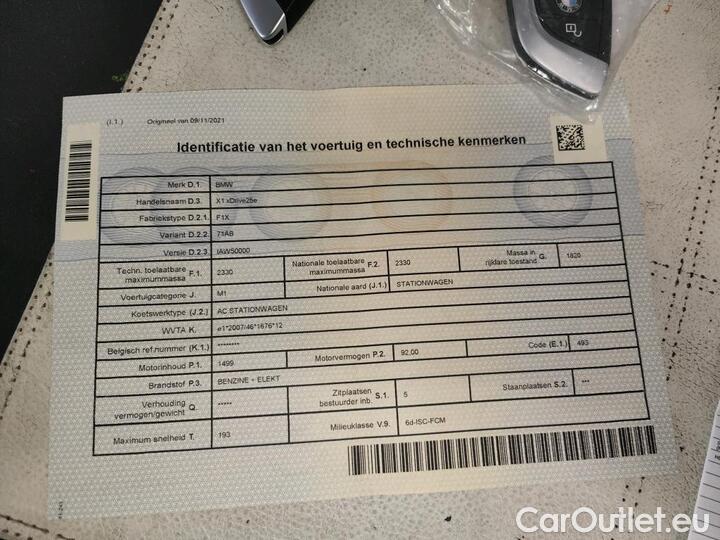 (I.1.) Origineel van 09/11/2021
Identificatie van het voertuig en technische kenmerken
Merk D.1. BMW
Handelsnaam D.3. X1 xDrive25e
Fabriekstype D.2.1. F1X
Variant D.2.2. 71AB
Versie D.2.3. IAW50000
Techn. toelaatbare maximummassa F.1. 2330 Nationale toelaatbare maximummassa F.2. 2330 Massa in rijklare toestand G. 1820
Voertuigcategorie J. M1 Nationale aard (J.1.) STATIONWAGEN
Koetswerktype (J.2.) AC STATIONWAGEN
WVTA K. e1*2007/46*1676*12
Belgisch ref.nummer (K.1.) ********
Motorinhoud P.1. 1499 Motorvermogen P.2. 92,00 Code (E.1.) 493
Brandstof P.3. BENZINE + ELEKT
Verhouding vermogen/gewicht Q. ***** Zitplaatsen bestuurder inb. S.1. 5 Staanplaatsen S.2. ***
Maximum snelheid T. 193 Milieuklasse V.9. 6d-ISC-FCM
CarOutlet.eu